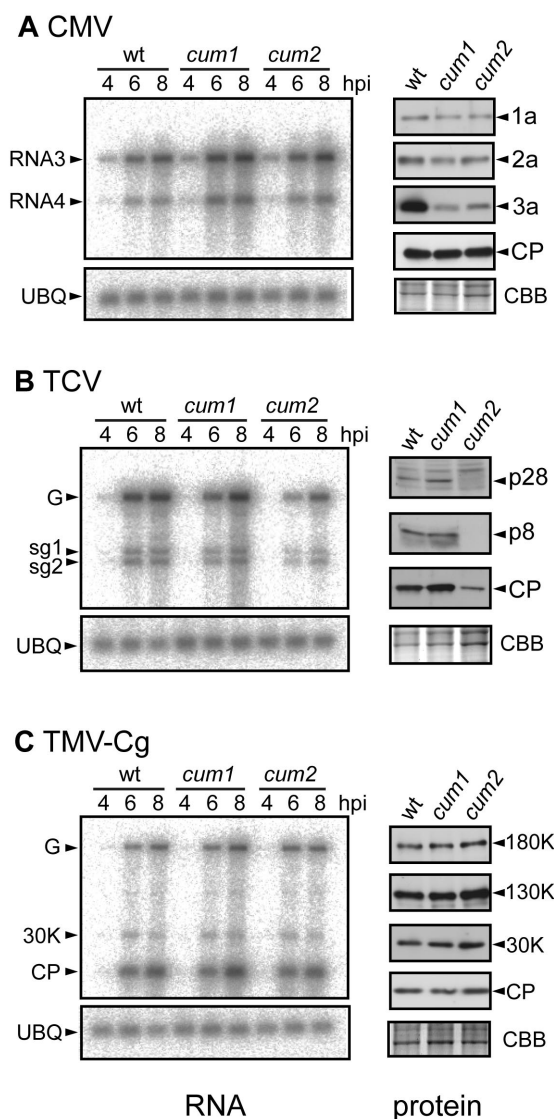 A CMV
wt cum1 cum2
4 6 8 4 6 8 4 6 8 hpi
RNA3
RNA4
UBQ
wt cum1 cum2
1a
2a
3a
CP
CBB
B TCV
wt cum1 cum2
4 6 8 4 6 8 4 6 8 hpi
G
sg1
sg2
UBQ
wt cum1 cum2
p28
p8
CP
CBB
C TMV-Cg
wt cum1 cum2
4 6 8 4 6 8 4 6 8 hpi
G
30K
CP
UBQ
wt cum1 cum2
180K
130K
30K
CP
CBB
RNA protein